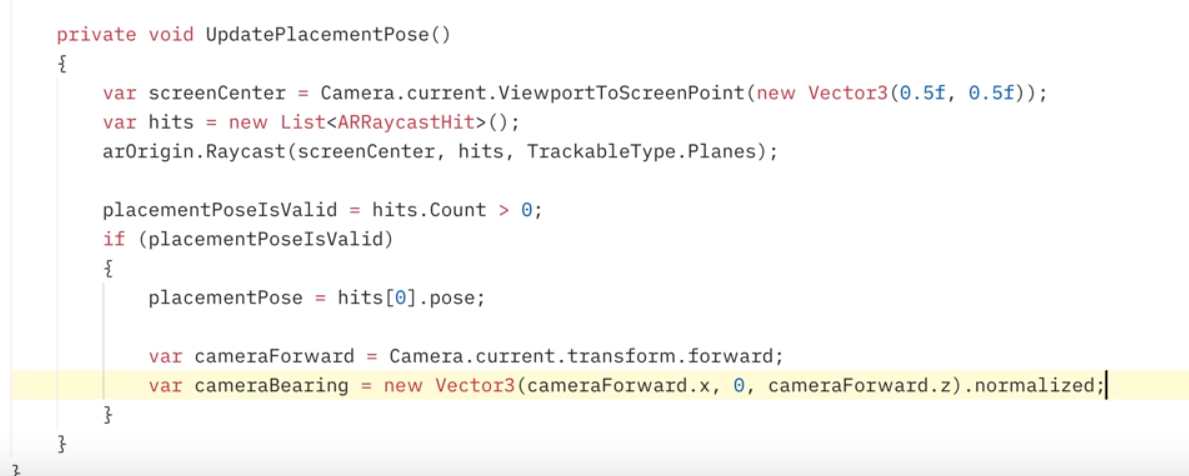 private void UpdatePlacementPose()
{
var screenCenter = Camera.current.ViewportToScreenPoint(new Vector3(0.5f, 0.5f));
var hits = new List<ARRaycastHit>();
arOrigin.Raycast(screenCenter, hits, TrackableType.Planes);
placementPoseIsValid = hits.Count > 0;
if (placementPoseIsValid)
{
placementPose = hits[0].pose;
var cameraForward = Camera.current.transform.forward;
var cameraBearing = new Vector3(cameraForward.x, 0, cameraForward.z).normalized;
}
}
}